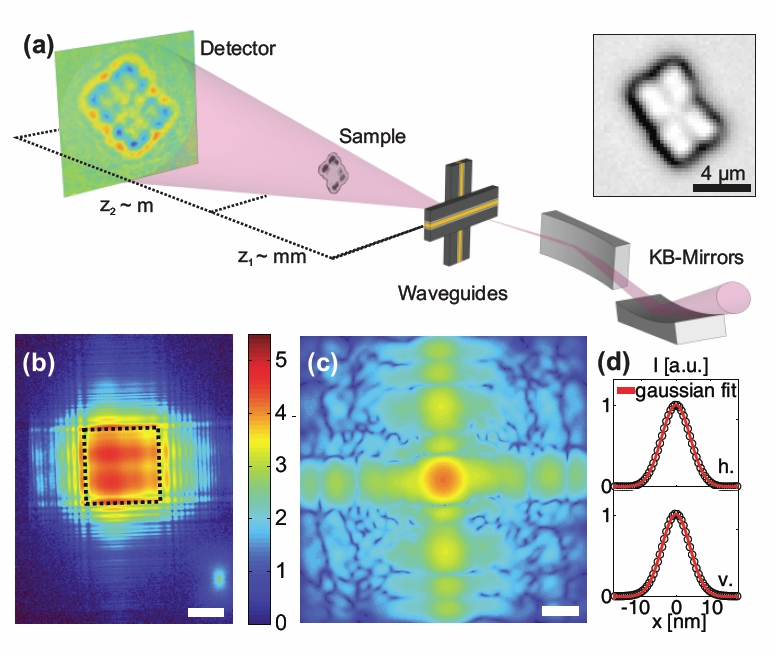 (a)
Detector
Sample
4 µm
z₂ ~ m
z₁ ~ mm
Waveguides
KB-Mirrors
(b)
5
4
3
2
1
0
(c)
(d)
I [a.u.]
gaussian fit
1
h.
0
1
v.
0
-10 0 10
x [nm]